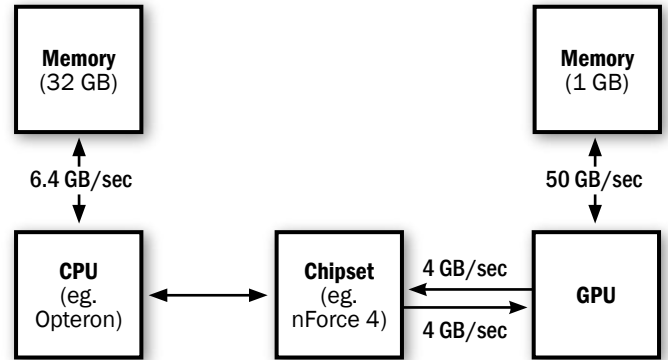 Memory
(32 GB)
Memory
(1 GB)
6.4 GB/sec
50 GB/sec
CPU
(eg.
Opteron)
Chipset
(eg.
nForce 4)
4 GB/sec
4 GB/sec
GPU